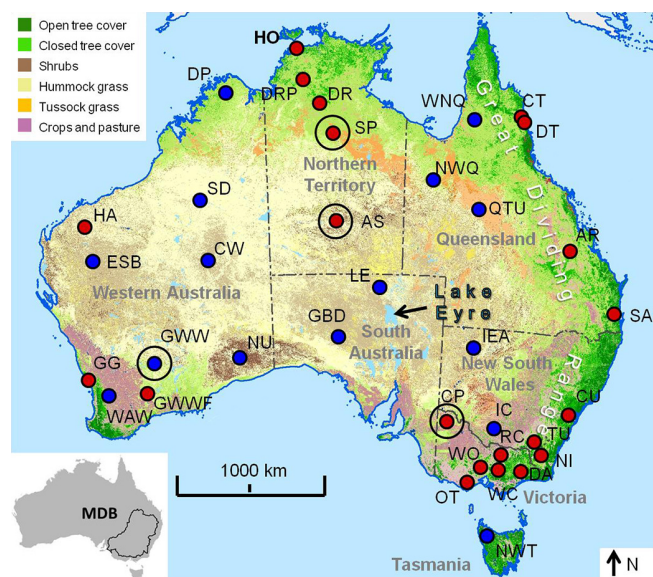 Open tree cover
Closed tree cover
Shrubs
Hummock grass
Tussock grass
Crops and pasture
HO
DP
DRP
DR
SP
Northern
Territory
WNQ
CT
DT
NWQ
QTU
Queensland
Great
Dividing
Range
HA
SD
AS
AR
ESB
CW
Western Australia
LE
Lake
Eyre
SA
GWW
NU
GBD
South
Australia
IEA
New South
Wales
GG
WAW
GWWF
CP
IC
RC
TU
CU
WO
NI
DA
OT
WC
Victoria
1000 km
MDB
Tasmania
NWT
N